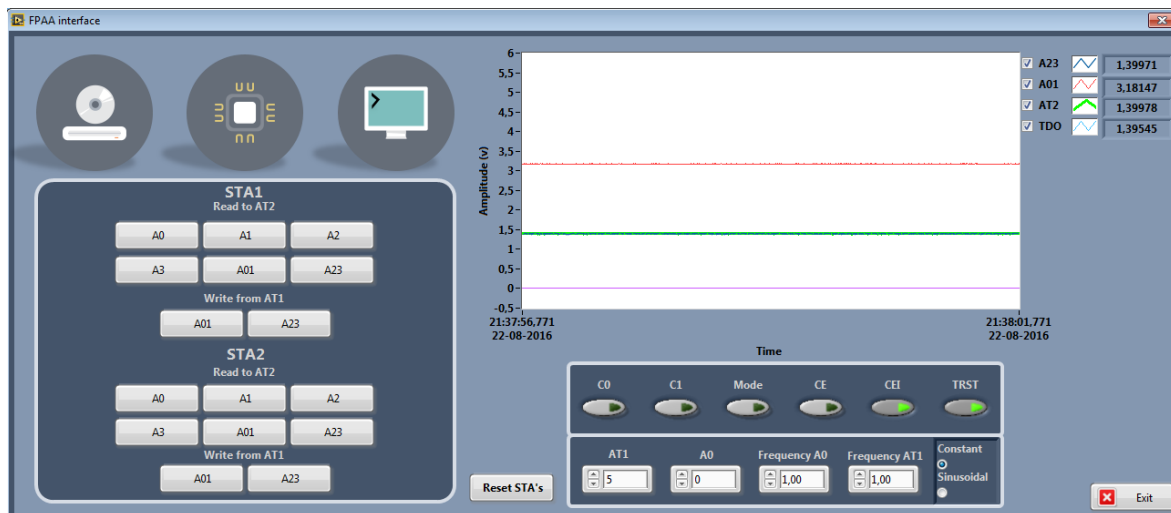 FPAA interface
STA1
Read to AT2
A0 A1 A2
A3 A01 A23
Write from AT1
A01 A23
STA2
Read to AT2
A0 A1 A2
A3 A01 A23
Write from AT1
A01 A23
Amplitude (v)
6
5,5
5
4,5
4
3,5
3
2,5
2
1,5
1
0,5
0
-0,5
21:37:56,771
22-08-2016
21:38:01,771
22-08-2016
Time
A23 1,39971
A01 3,18147
AT2 1,39978
TDO 1,39545
C0 C1 Mode CE CEI TRST
AT1 A0 Frequency A0 Frequency AT1
5 0 1,00 1,00
Constant
Sinusoidal
Reset STA's
Exit